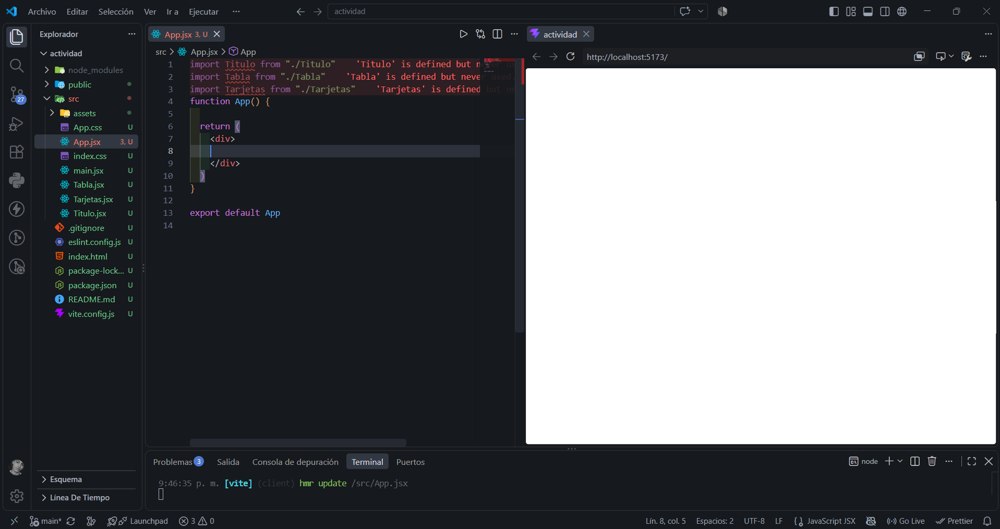 Archivo Editar Selección Ver Ir a Ejecutar ··· actividad
Explorador ···
actividad
node_modules
public
src
assets
App.css U
App.jsx 3, U
index.css U
main.jsx U
Tabla.jsx U
Tarjetas.jsx U
Titulo.jsx U
.gitignore U
eslint.config.js U
index.html U
package-lock... U
package.json U
README.md U
vite.config.js U
Esquema
Línea De Tiempo
27
App.jsx 3, U
src > App.jsx > App
1 import Titulo from "./Titulo" 'Titulo' is defined but never us
2 import Tabla from "./Tabla" 'Tabla' is defined but never used.
3 import Tarjetas from "./Tarjetas" 'Tarjetas' is defined but ne
4 function App() {
5
6 return (
7 <div>
8
9 </div>
10 )
11 }
12
13 export default App
14
actividad
http://localhost:5173/
Problemas 3 Salida Consola de depuración Terminal Puertos
node
9:46:35 p. m. [vite] (client) hmr update /src/App.jsx
main* Launchpad 3 0
Lín. 8, col. 5 Espacios: 2 UTF-8 LF {} JavaScript JSX Go Live Prettier